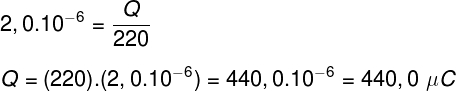 2,0.10⁻⁶ = Q/220
Q = (220).(2,0.10⁻⁶) = 440,0.10⁻⁶ = 440,0 μC